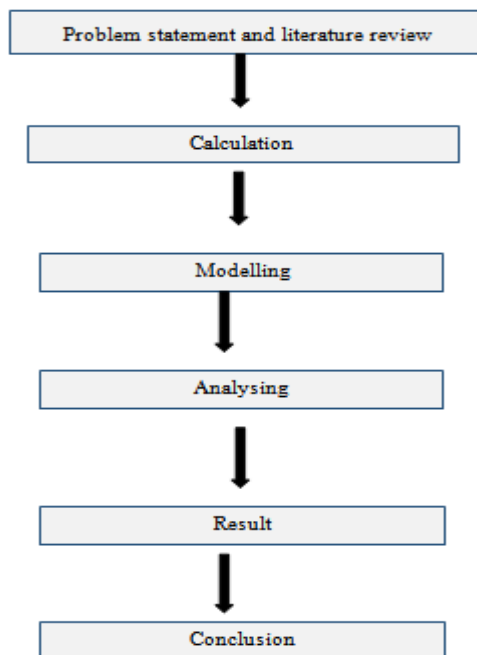 Problem statement and literature review
Calculation
Modelling
Analysing
Result
Conclusion